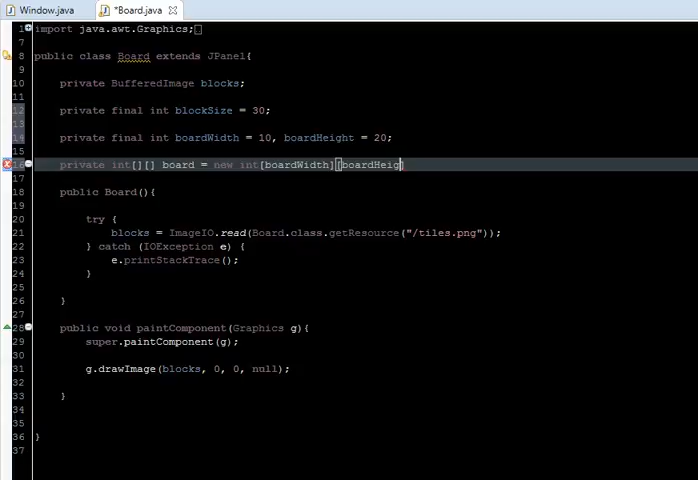 Window.java *Board.java
1 import java.awt.Graphics;
7
8 public class Board extends JPanel{
9
10 private BufferedImage blocks;
11
12 private final int blockSize = 30;
13
14 private final int boardWidth = 10, boardHeight = 20;
15
16 private int[][] board = new int[boardWidth][boardHeig]
17
18 public Board(){
19
20 try {
21 blocks = ImageIO.read(Board.class.getResource("/tiles.png"));
22 } catch (IOException e) {
23 e.printStackTrace();
24 }
25
26 }
27
28 public void paintComponent(Graphics g){
29 super.paintComponent(g);
30
31 g.drawImage(blocks, 0, 0, null);
32
33 }
34
35
36 }
37